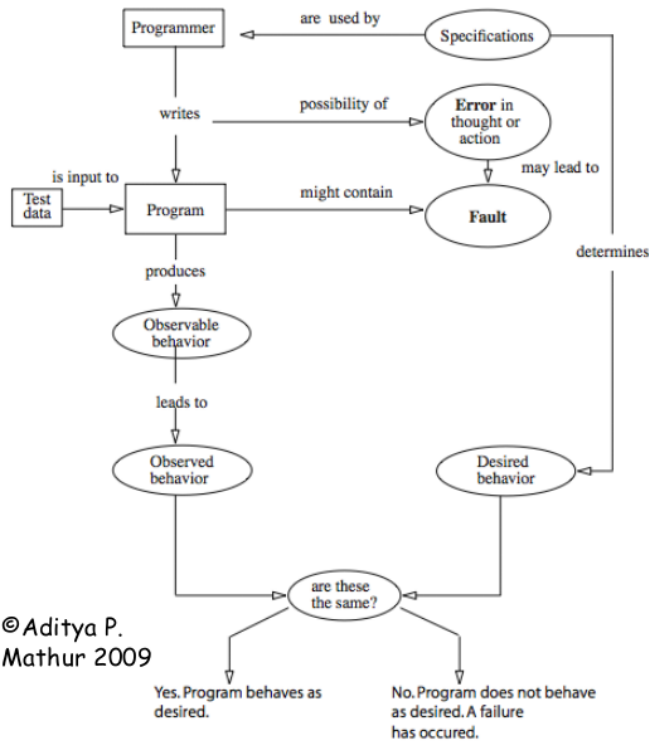 are used by
Programmer
Specifications
possibility of
Error in
thought or
action
writes
is input to
may lead to
Test
data
Program
might contain
Fault
determines
produces
Observable
behavior
leads to
Observed
behavior
Desired
behavior
are these
the same?
©Aditya P.
Mathur 2009
Yes. Program behaves as
desired.
No. Program does not behave
as desired. A failure
has occured.